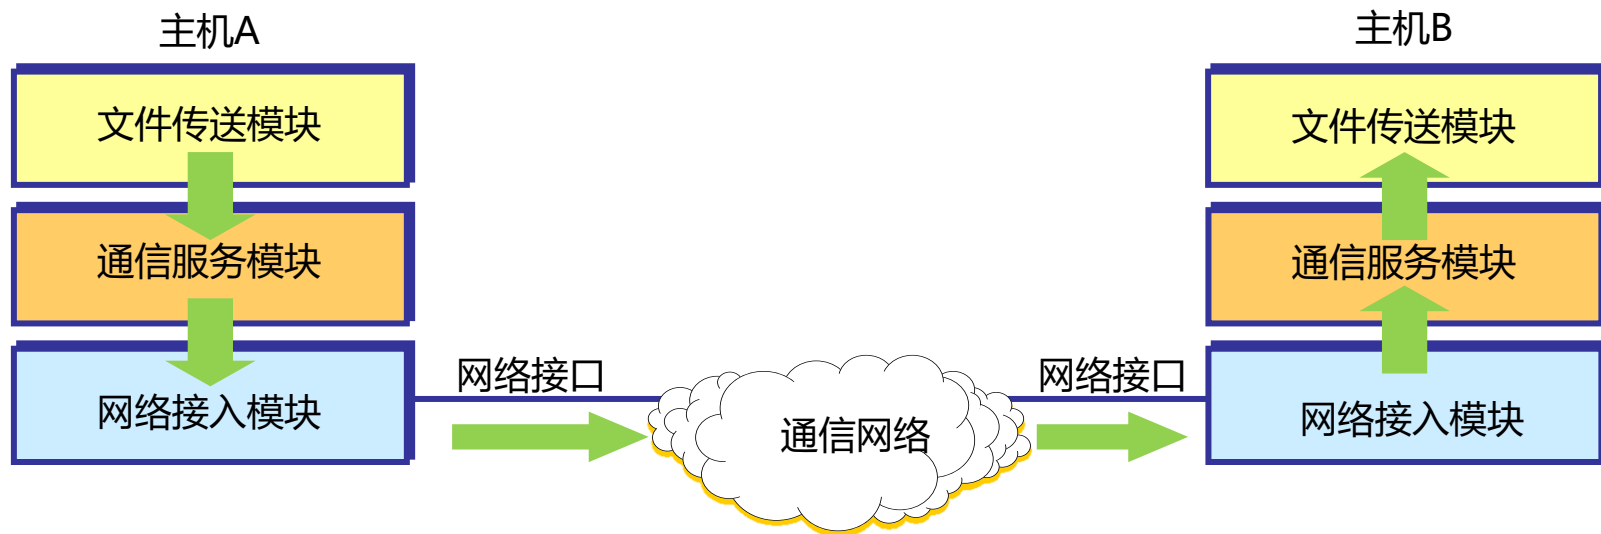 主机A
主机B
文件传送模块
文件传送模块
通信服务模块
通信服务模块
网络接口
网络接口
网络接入模块
通信网络
网络接入模块